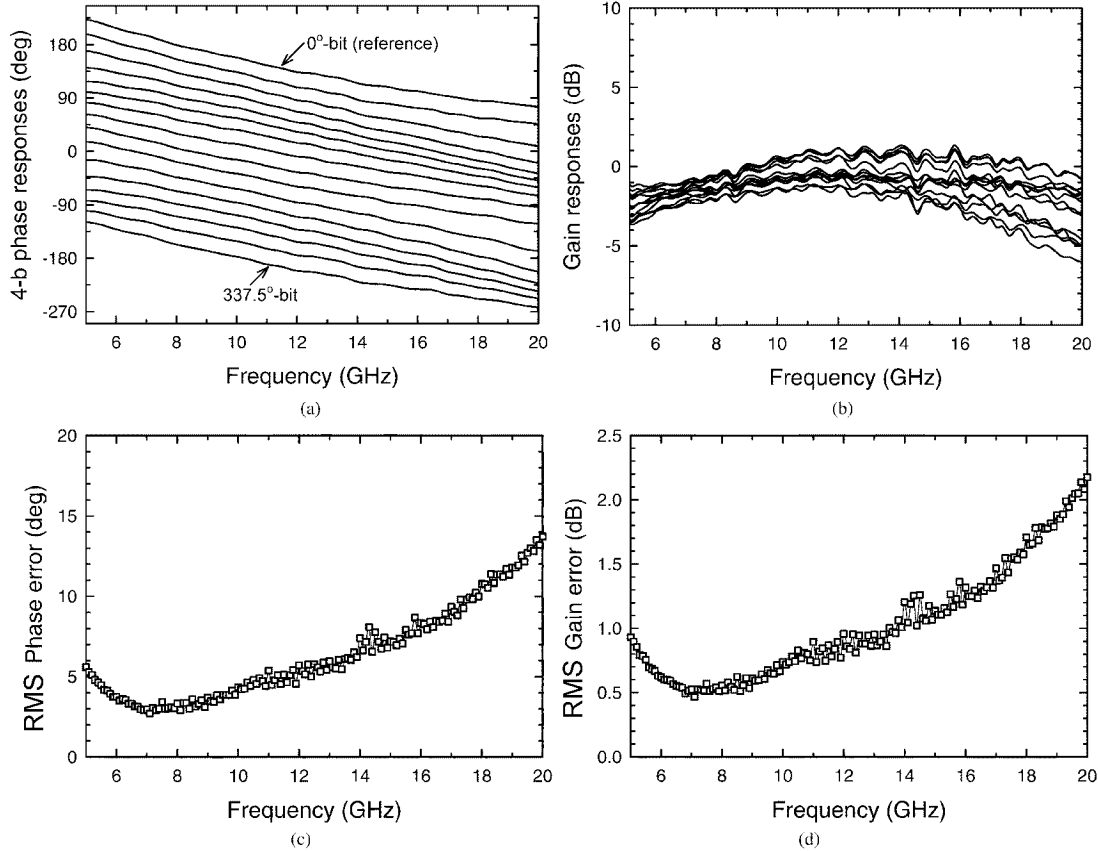 4-b phase responses (deg)
180
90
0
-90
-180
-270
0°-bit (reference)
337.5°-bit
6 8 10 12 14 16 18 20
Frequency (GHz)
(a)
Gain responses (dB)
10
5
0
-5
-10
6 8 10 12 14 16 18 20
Frequency (GHz)
(b)
RMS Phase error (deg)
20
15
10
5
0
6 8 10 12 14 16 18 20
Frequency (GHz)
(c)
RMS Gain error (dB)
2.5
2.0
1.5
1.0
0.5
0.0
6 8 10 12 14 16 18 20
Frequency (GHz)
(d)